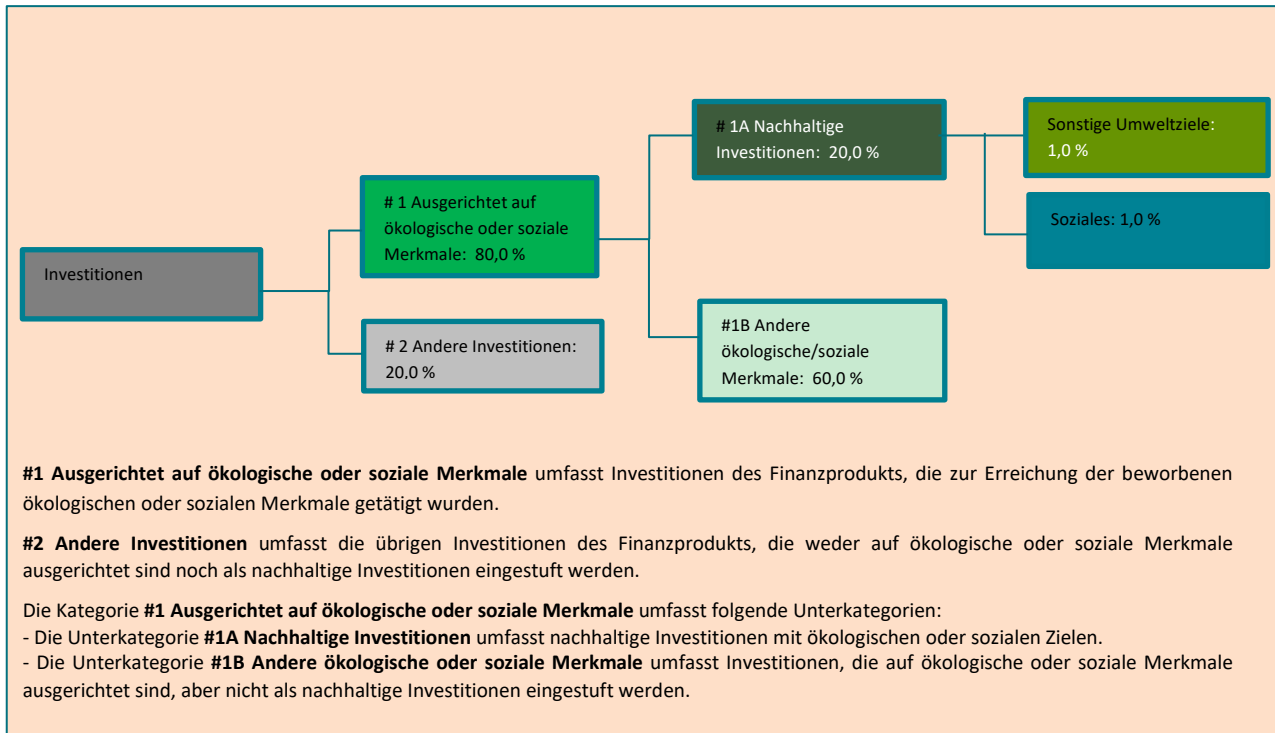 Investitionen
# 1 Ausgerichtet auf
ökologische oder soziale
Merkmale: 80,0 %
# 2 Andere Investitionen:
20,0 %
# 1A Nachhaltige
Investitionen: 20,0 %
#1B Andere
ökologische/soziale
Merkmale: 60,0 %
Sonstige Umweltziele:
1,0 %
Soziales: 1,0 %
#1 Ausgerichtet auf ökologische oder soziale Merkmale umfasst Investitionen des Finanzprodukts, die zur Erreichung der beworbenen
ökologischen oder sozialen Merkmale getätigt wurden.
#2 Andere Investitionen umfasst die übrigen Investitionen des Finanzprodukts, die weder auf ökologische oder soziale Merkmale
ausgerichtet sind noch als nachhaltige Investitionen eingestuft werden.
Die Kategorie #1 Ausgerichtet auf ökologische oder soziale Merkmale umfasst folgende Unterkategorien:
- Die Unterkategorie #1A Nachhaltige Investitionen umfasst nachhaltige Investitionen mit ökologischen oder sozialen Zielen.
- Die Unterkategorie #1B Andere ökologische oder soziale Merkmale umfasst Investitionen, die auf ökologische oder soziale Merkmale
ausgerichtet sind, aber nicht als nachhaltige Investitionen eingestuft werden.